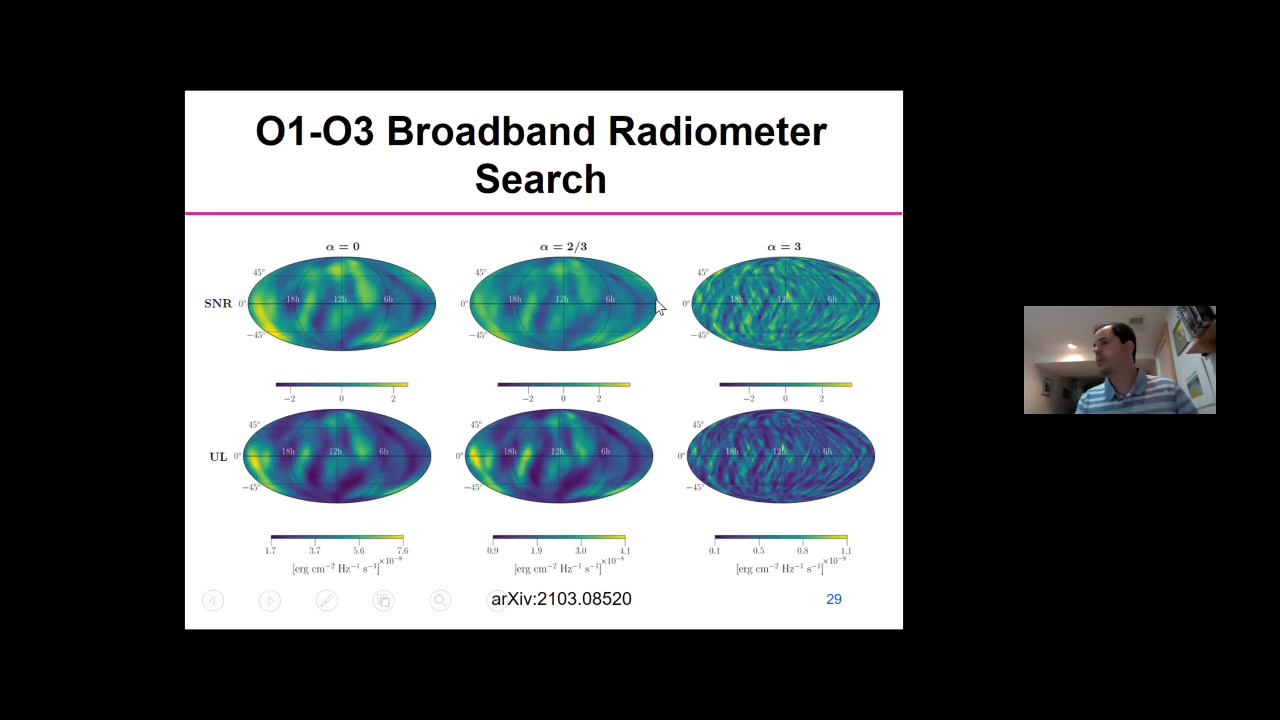 O1-O3 Broadband Radiometer
Search
α = 0
α = 2/3
α = 3
SNR
45°
0°
−45°
18h
12h
6h
45°
0°
−45°
18h
12h
6h
45°
0°
−45°
18h
12h
6h
−2 0 2
−2 0 2
−2 0 2
UL
45°
0°
−45°
18h
12h
6h
45°
0°
−45°
18h
12h
6h
45°
0°
−45°
18h
12h
6h
1.7 3.7 5.6 7.6
×10⁻⁸
[erg cm⁻² Hz⁻¹ s⁻¹]
0.9 1.9 3.0 4.1
×10⁻⁸
[erg cm⁻² Hz⁻¹ s⁻¹]
0.1 0.5 0.8 1.1
×10⁻⁹
[erg cm⁻² Hz⁻¹ s⁻¹]
arXiv:2103.08520
29